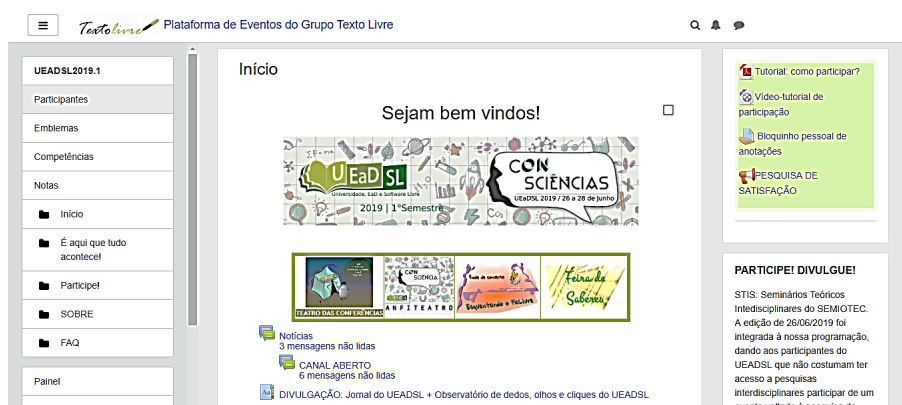 Textolivre Plataforma de Eventos do Grupo Texto Livre
UEADSL2019.1
Participantes
Emblemas
Competências
Notas
Início
É aqui que tudo
acontece!
Participe!
SOBRE
FAQ
Painel
Início
Sejam bem vindos!
UEaDSL
Universidade, EaD e Software Livre
2019 | 1°Semestre
CON
SCIÊNCIAS
UEaDSL 2019 / 26 a 28 de junho
TEATRO DAS CONFERÊNCIAS
CON
SCIÊNCIA
ANFITEATRO
Feira de
Saberes
Notícias
3 mensagens não lidas
CANAL ABERTO
6 mensagens não lidas
DIVULGAÇÃO: Jornal do UEADSL + Observatório de dedos, olhos e cliques do UEADSL
Tutorial: como participar?
Vídeo-tutorial de
participação
Bloquinho pessoal de
anotações
PESQUISA DE
SATISFAÇÃO
PARTICIPE! DIVULGUE!
STIS: Seminários Teóricos
Intedisciplinares do SEMIOTEC.
A edição de 26/06/2019 foi
integrada à nossa programação,
dando aos participantes do
UEADSL que não costumam ter
acesso a pesquisas
interdisciplinares participar de um